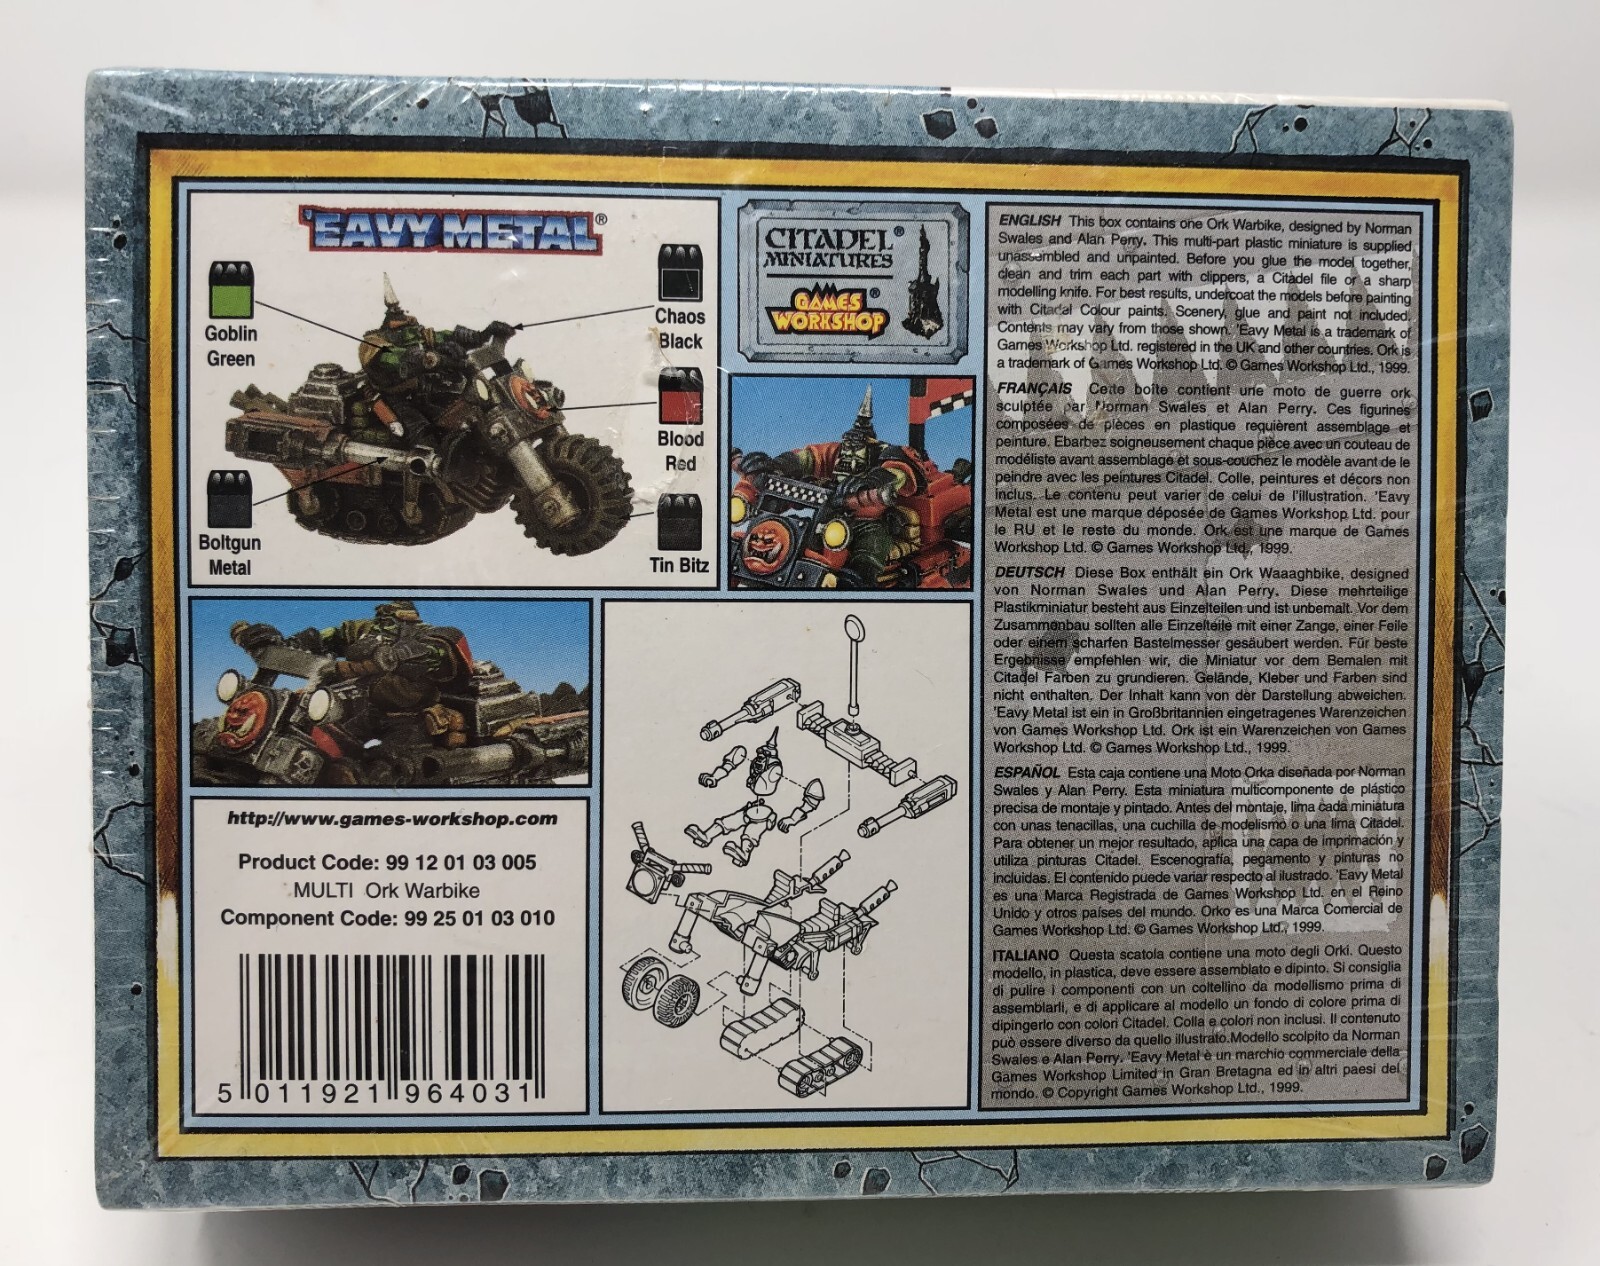 'EAVY METAL®
Goblin
Green
Chaos
Black
Blood
Red
Boltgun
Metal
Tin Bitz
CITADEL®
MINIATURES
GAMES®
WORKSHOP
http://www.games-workshop.com
Product Code: 99 12 01 03 005
MULTI Ork Warbike
Component Code: 99 25 01 03 010
5 011921 964031
ENGLISH This box contains one Ork Warbike, designed by Norman
Swales and Alan Perry. This multi-part plastic miniature is supplied
unassembled and unpainted. Before you glue the model together,
clean and trim each part with clippers, a Citadel file or a sharp
modelling knife. For best results, undercoat the models before painting
with Citadel Colour paints. Scenery, glue and paint not included.
Contents may vary from those shown. 'Eavy Metal is a trademark of
Games Workshop Ltd. registered in the UK and other countries. Ork is
a trademark of Games Workshop Ltd. © Games Workshop Ltd., 1999.
FRANÇAIS Cette boîte contient une moto de guerre ork
sculptée par Norman Swales et Alan Perry. Ces figurines
composées de pièces en plastique requièrent assemblage et
peinture. Ebarbez soigneusement chaque pièce avec un couteau de
modéliste avant assemblage et sous-couchez le modèle avant de le
peindre avec les peintures Citadel. Colle, peintures et décors non
inclus. Le contenu peut varier de celui de l'illustration. 'Eavy
Metal est une marque déposée de Games Workshop Ltd. pour
le RU et le reste du monde. Ork est une marque de Games
Workshop Ltd. © Games Workshop Ltd., 1999.
DEUTSCH Diese Box enthält ein Ork Waaaghbike, designed
von Norman Swales und Alan Perry. Diese mehrteilige
Plastikminiatur besteht aus Einzelteilen und ist unbemalt. Vor dem
Zusammenbau sollten alle Einzelteile mit einer Zange, einer Feile
oder einem scharfen Bastelmesser gesäubert werden. Für beste
Ergebnisse empfehlen wir, die Miniatur vor dem Bemalen mit
Citadel Farben zu grundieren. Gelände, Kleber und Farben sind
nicht enthalten. Der Inhalt kann von der Darstellung abweichen.
'Eavy Metal ist ein in Großbritannien eingetragenes Warenzeichen
von Games Workshop Ltd. Ork ist ein Warenzeichen von Games
Workshop Ltd. © Games Workshop Ltd., 1999.
ESPAÑOL Esta caja contiene una Moto Orka diseñada por Norman
Swales y Alan Perry. Esta miniatura multicomponente de plástico
precisa de montaje y pintado. Antes del montaje, lima cada miniatura
con unas tenacillas, una cuchilla de modelismo o una lima Citadel.
Para obtener un mejor resultado, aplica una capa de imprimación y
utiliza pinturas Citadel. Escenografía, pegamento y pinturas no
incluidas. El contenido puede variar respecto al ilustrado. 'Eavy Metal
es una Marca Registrada de Games Workshop Ltd. en el Reino
Unido y otros países del mundo. Orko es una Marca Comercial de
Games Workshop Ltd. © Games Workshop Ltd., 1999.
ITALIANO Questa scatola contiene una moto degli Orki. Questo
modello, in plastica, deve essere assemblato e dipinto. Si consiglia
di pulire i componenti con un coltellino da modellismo prima di
assemblarli, e di applicare al modello un fondo di colore prima di
dipingerlo con colori Citadel. Colla e colori non inclusi. Il contenuto
può essere diverso da quello illustrato.Modello scolpito da Norman
Swales e Alan Perry. 'Eavy Metal è un marchio commerciale della
Games Workshop Limited in Gran Bretagna ed in altri paesi del
mondo. © Copyright Games Workshop Ltd., 1999.